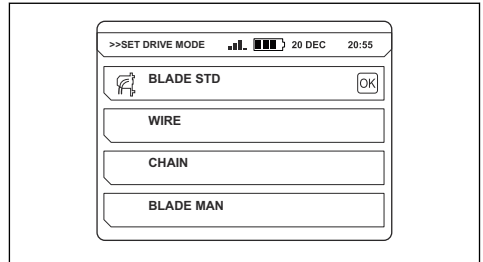 >>SET DRIVE MODE 20 DEC 20:55
BLADE STD OK
WIRE
CHAIN
BLADE MAN